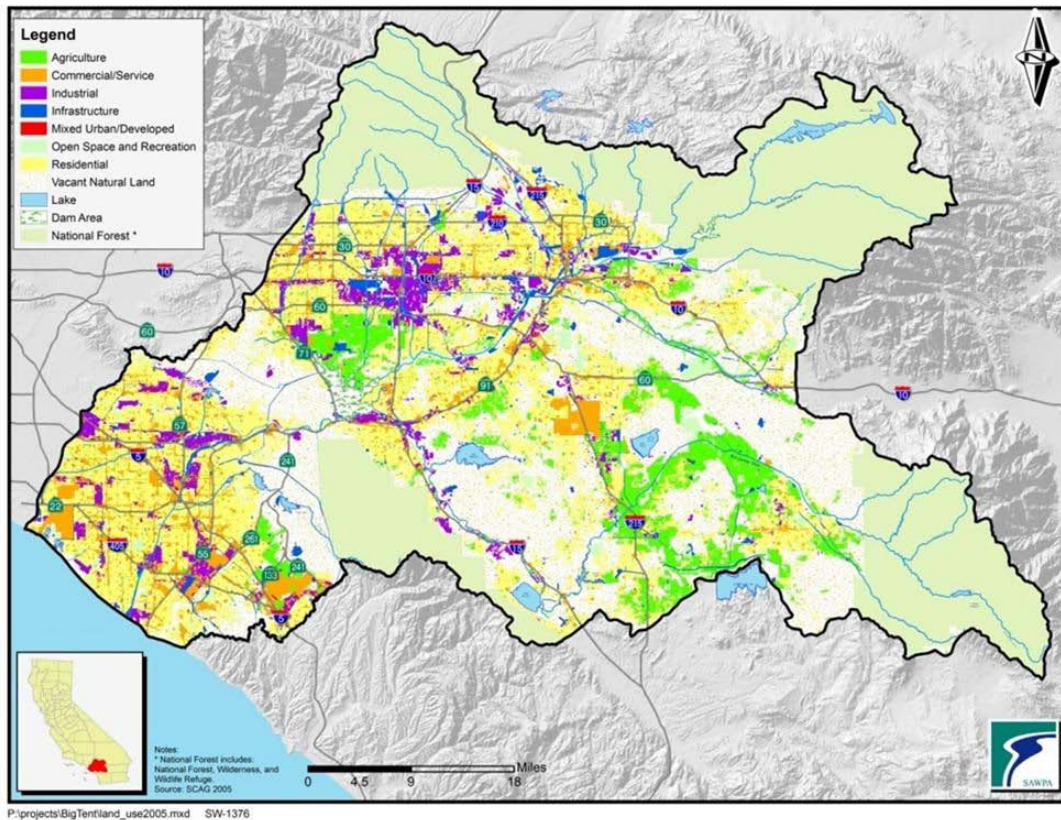 Legend
Agriculture
Commercial/Service
Industrial
Infrastructure
Mixed Urban/Developed
Open Space and Recreation
Residential
Vacant Natural Land
Lake
Dam Area
National Forest *
N
15
215
30
210
30
10
10
60
10
60
71
91
60
10
57
5
241
22
405
55
261
133
241
5
215
15
Notes:
* National Forest includes:
National Forest, Wilderness, and
Wildlife Refuge.
Source: SCAG 2005
Miles
0 4.5 9 18
SAWPA
P:\projects\BigTent\land_use2005.mxd SW-1376